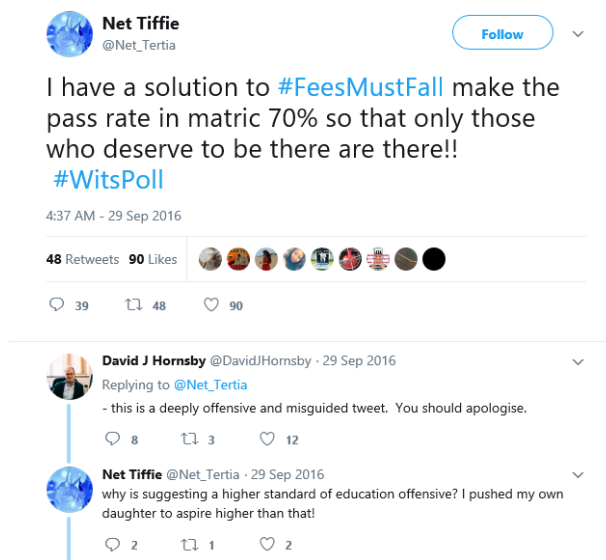 Net Tiffie
@Net_Tertia
Follow
I have a solution to #FeesMustFall make the
pass rate in matric 70% so that only those
who deserve to be there are there!!
#WitsPoll
4:37 AM - 29 Sep 2016
48 Retweets 90 Likes
39 48 90
David J Hornsby @DavidJHornsby · 29 Sep 2016
Replying to @Net_Tertia
- this is a deeply offensive and misguided tweet. You should apologise.
8 3 12
Net Tiffie @Net_Tertia · 29 Sep 2016
why is suggesting a higher standard of education offensive? I pushed my own
daughter to aspire higher than that!
2 1 2